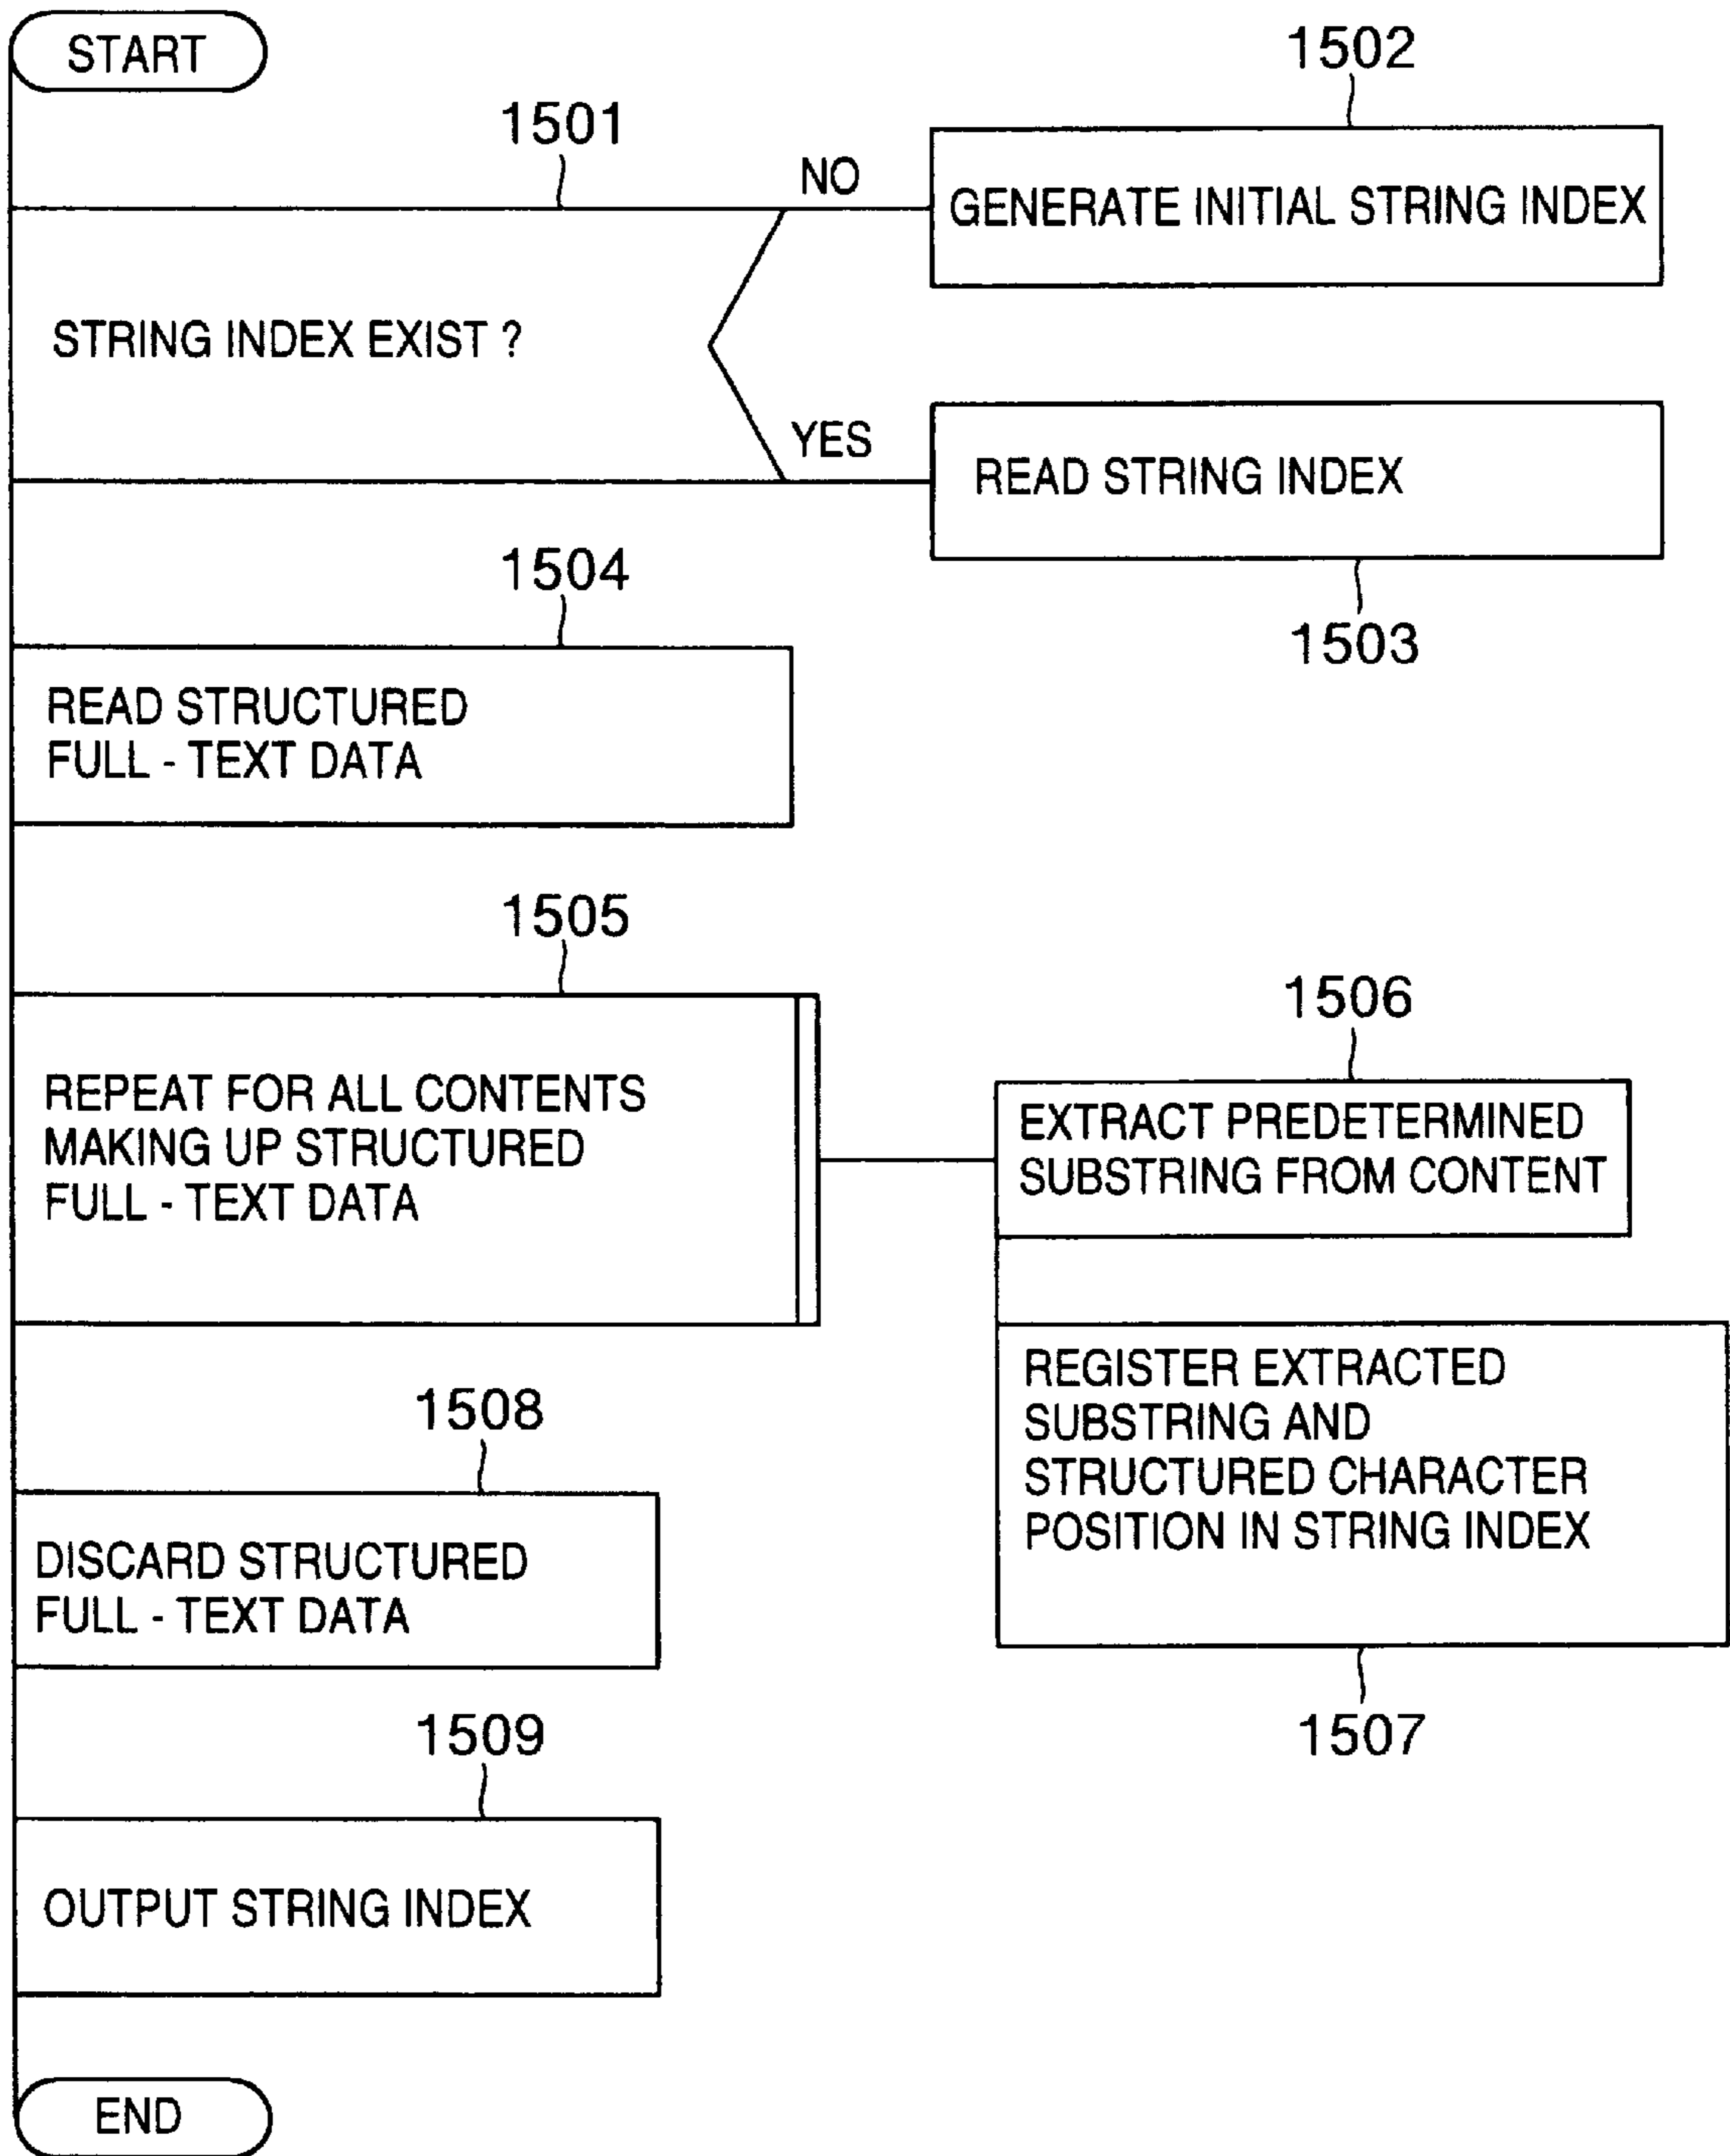 START
1502
1501
NO
GENERATE INITIAL STRING INDEX
STRING INDEX EXIST ?
YES
READ STRING INDEX
1503
1504
READ STRUCTURED
FULL - TEXT DATA
1505
REPEAT FOR ALL CONTENTS
MAKING UP STRUCTURED
FULL - TEXT DATA
1506
EXTRACT PREDETERMINED
SUBSTRING FROM CONTENT
REGISTER EXTRACTED
SUBSTRING AND
STRUCTURED CHARACTER
POSITION IN STRING INDEX
1507
1508
DISCARD STRUCTURED
FULL - TEXT DATA
1509
OUTPUT STRING INDEX
END